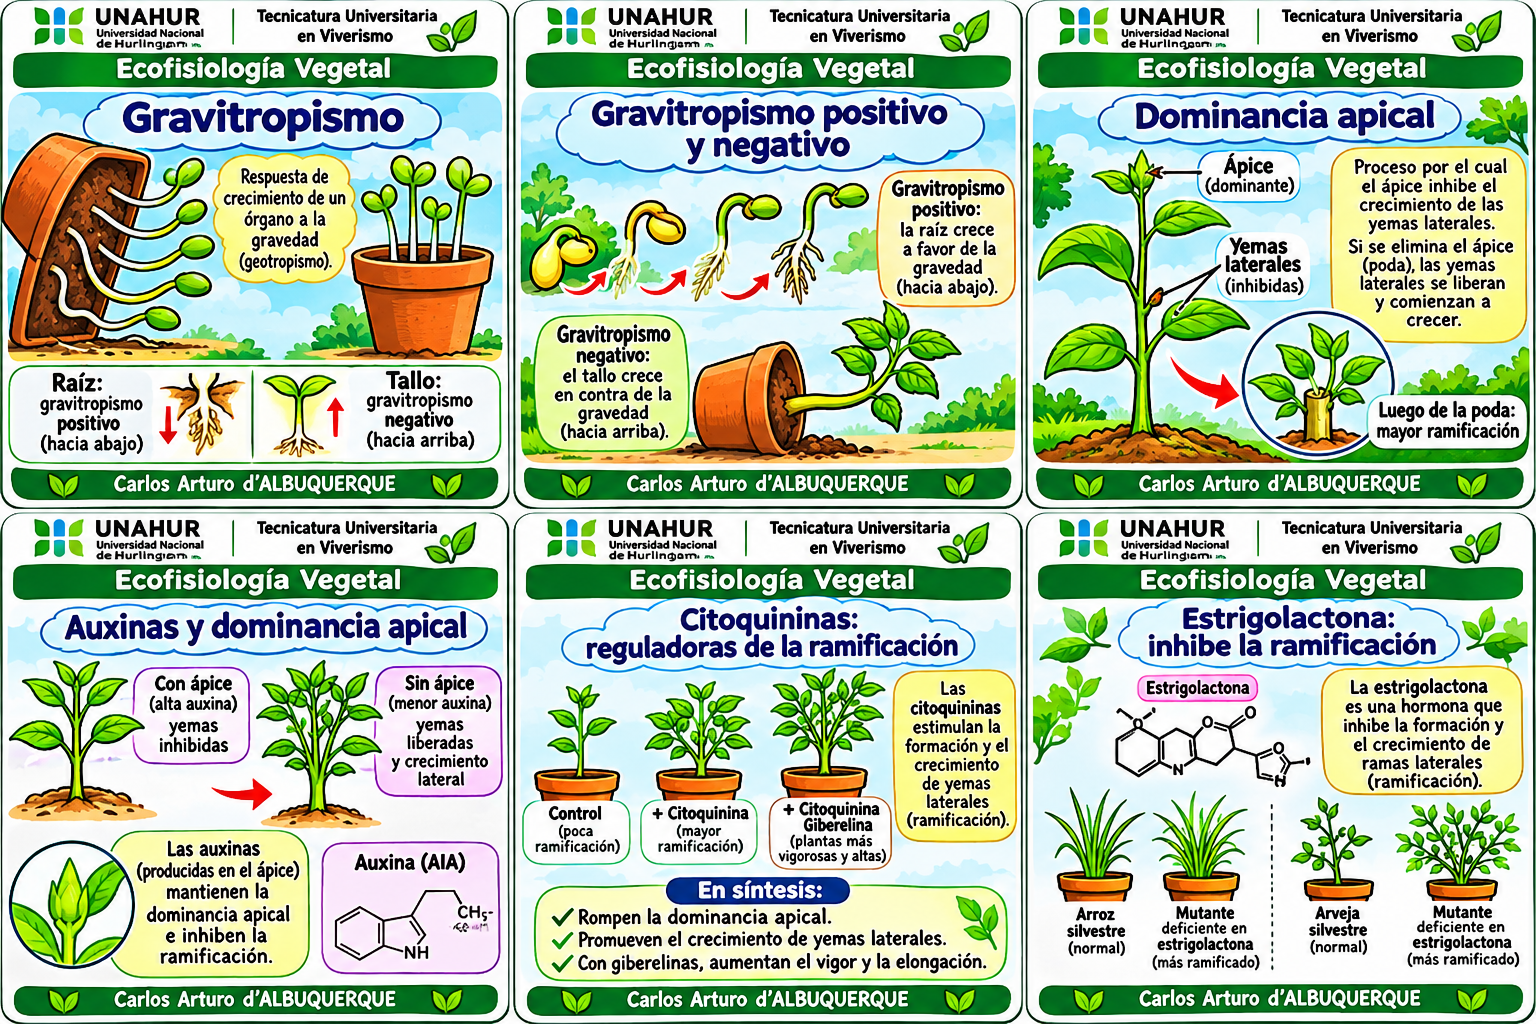 UNAHUR
Universidad Nacional
de Hurlingam
Tecnicatura Universitaria
en Viverismo
Ecofisiología Vegetal
Gravitropismo
Respuesta de
crecimiento de un
órgano a la
gravedad
(geotropismo).
Raíz:
gravitropismo
positivo
(hacia abajo)
Tallo:
gravitropismo
negativo
(hacia arriba)
Carlos Arturo d'ALBUQUERQUE
UNAHUR
Universidad Nacional
de Hurlingam
Tecnicatura Universitaria
en Viverismo
Ecofisiología Vegetal
Gravitropismo positivo
y negativo
Gravitropismo
positivo:
la raíz crece
a favor de la
gravedad
(hacia abajo).
Gravitropismo
negativo:
el tallo crece
en contra de la
gravedad
(hacia arriba).
Carlos Arturo d'ALBUQUERQUE
UNAHUR
Universidad Nacional
de Hurlingam
Tecnicatura Universitaria
en Viverismo
Ecofisiología Vegetal
Dominancia apical
Ápice
(dominante)
Yemas
laterales
(inhibidas)
Proceso por el cual
el ápice inhibe el
crecimiento de las
yemas laterales.
Si se elimina el ápice
(poda), las yemas
laterales se liberan
y comienzan a
crecer.
Luego de la poda:
mayor ramificación
Carlos Arturo d'ALBUQUERQUE
UNAHUR
Universidad Nacional
de Hurlingam
Tecnicatura Universitaria
en Viverismo
Ecofisiología Vegetal
Auxinas y dominancia apical
Con ápice
(alta auxina)
yemas
inhibidas
Sin ápice
(menor auxina)
yemas
liberadas
y crecimiento
lateral
Las auxinas
(producidas en el ápice)
mantienen la
dominancia apical
e inhiben la
ramificación.
Auxina (AIA)
CH₅-
NH
Carlos Arturo d'ALBUQUERQUE
UNAHUR
Universidad Nacional
de Hurlingam
Tecnicatura Universitaria
en Viverismo
Ecofisiología Vegetal
Citoquininas:
reguladoras de la ramificación
Las
citoquininas
estimulan la
formación y el
crecimiento
de yemas
laterales
(ramificación).
Control
(poca
ramificación)
+ Citoquinina
(mayor
ramificación)
+ Citoquinina
Giberelina
(plantas más
vigorosas y altas)
En síntesis:
✓ Rompen la dominancia apical.
✓ Promueven el crecimiento de yemas laterales.
✓ Con giberelinas, aumentan el vigor y la elongación.
Carlos Arturo d'ALBUQUERQUE
UNAHUR
Universidad Nacional
de Hurlingam
Tecnicatura Universitaria
en Viverismo
Ecofisiología Vegetal
Estrigolactona:
inhibe la ramificación
Estrigolactona
O
O
O
N
O
H
La estrigolactona
es una hormona que
inhibe la formación y
el crecimiento de
ramas laterales
(ramificación).
Arroz
silvestre
(normal)
Mutante
deficiente en
estrigolactona
(más ramificado)
Arveja
silvestre
(normal)
Mutante
deficiente en
estrigolactona
(más ramificado)
Carlos Arturo d'ALBUQUERQUE